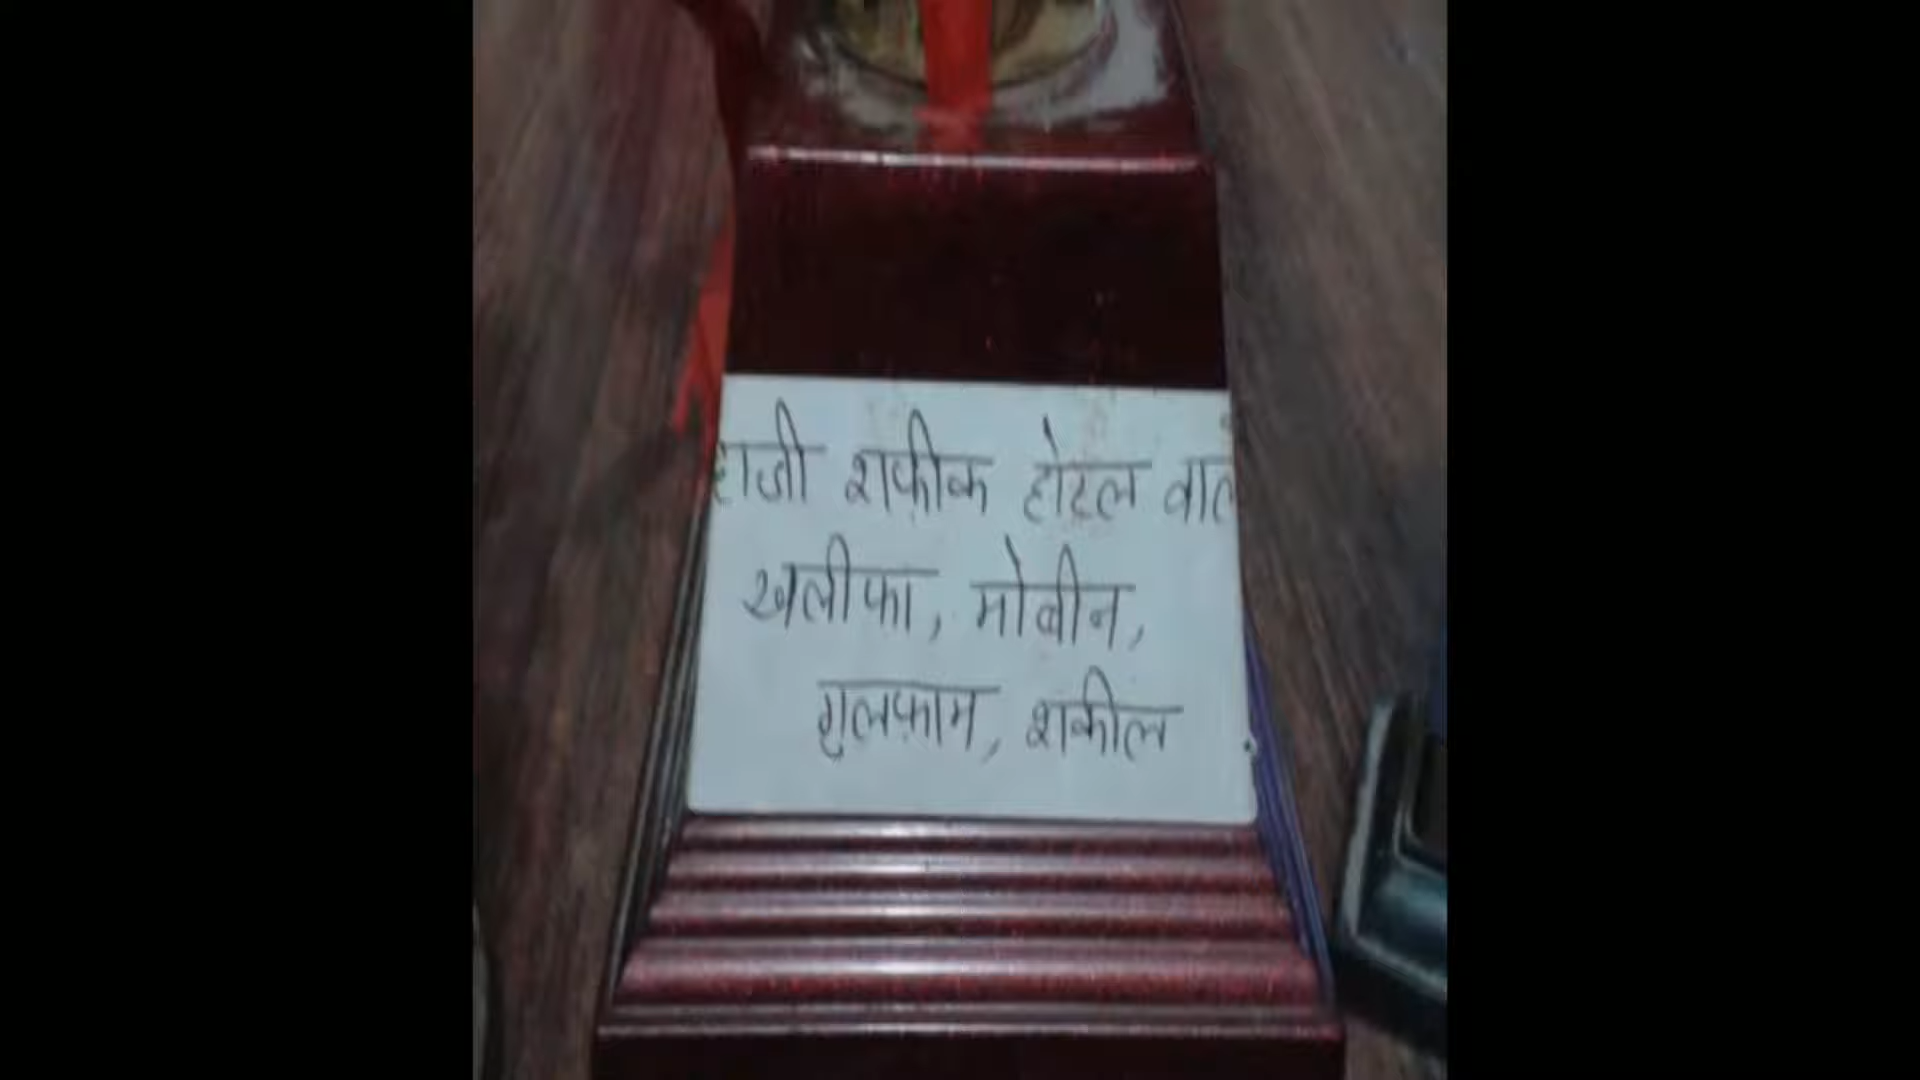 हाजी शफ़ीक होटल वाले
खलीफा, मोबीन,
गुलफ़ाम, शकील